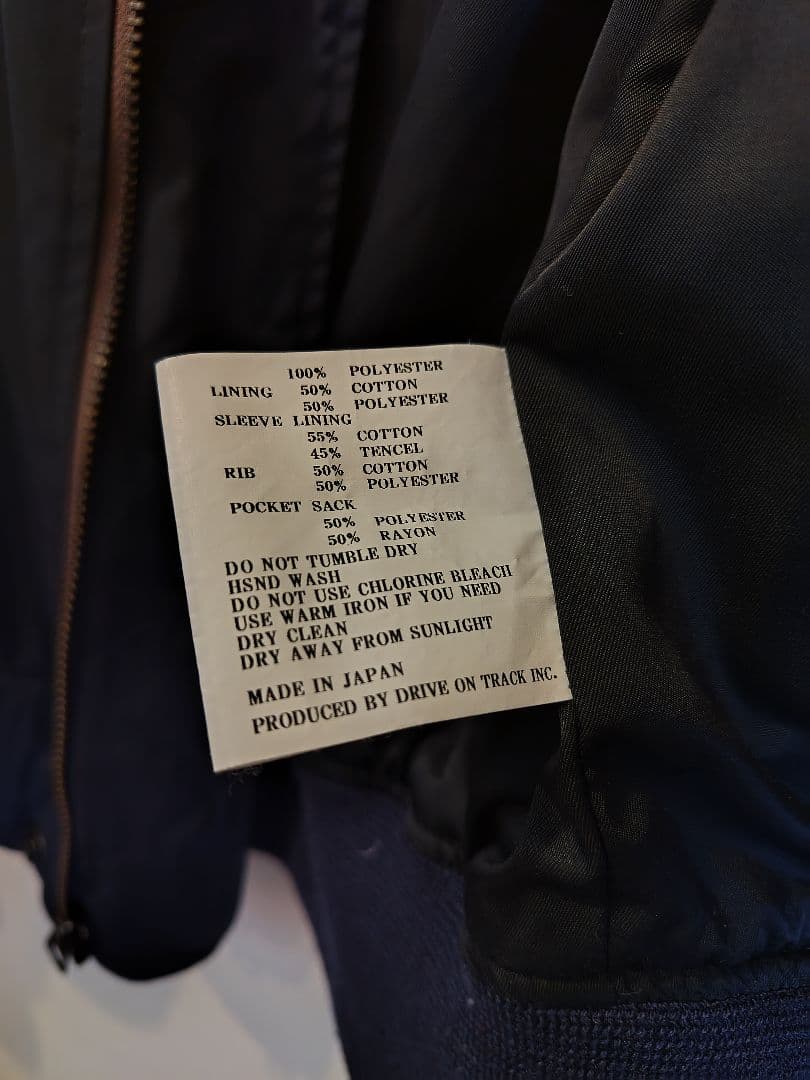 100% POLYESTER
LINING 50% COTTON
50% POLYESTER
SLEEVE LINING
55% COTTON
45% TENCEL
RIB 50% COTTON
50% POLYESTER
POCKET SACK
50% POLYESTER
50% RAYON
DO NOT TUMBLE DRY
HSND WASH
DO NOT USE CHLORINE BLEACH
USE WARM IRON IF YOU NEED
DRY CLEAN
DRY AWAY FROM SUNLIGHT
MADE IN JAPAN
PRODUCED BY DRIVE ON TRACK INC.